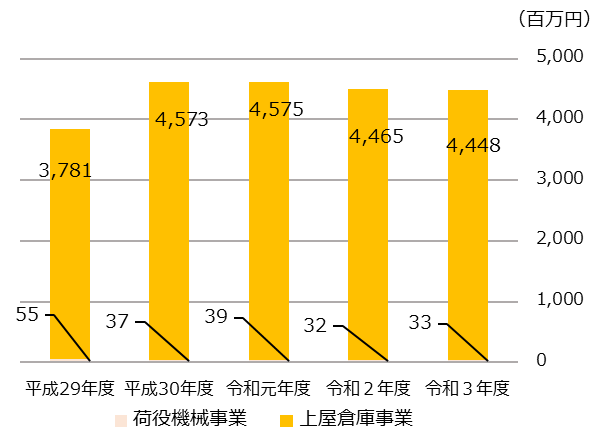 （百万円）
5,000
4,000
3,000
2,000
1,000
0
3,781
4,573
4,575
4,465
4,448
55
37
39
32
33
平成29年度
平成30年度
令和元年度
令和２年度
令和３年度
荷役機械事業
上屋倉庫事業